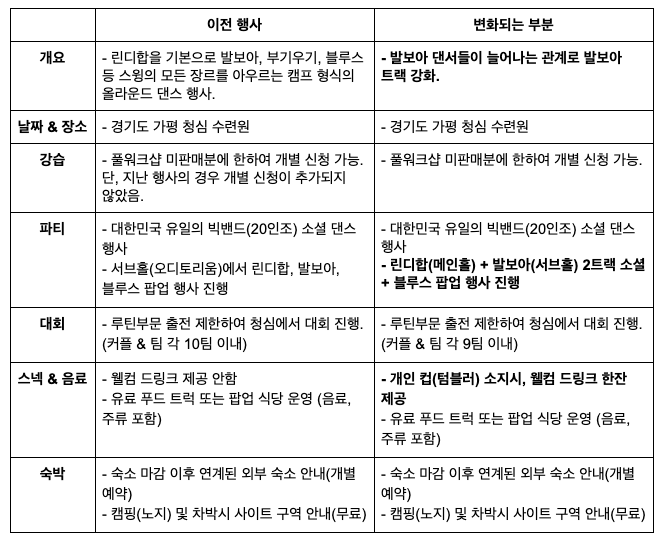 이전 행사
변화되는 부분
개요
- 린디합을 기본으로 발보아, 부기우기, 블루스
등 스윙의 모든 장르를 아우르는 캠프 형식의
올라운드 댄스 행사.
- 발보아 댄서들이 늘어나는 관계로 발보아
트랙 강화.
날짜 & 장소
- 경기도 가평 청심 수련원
- 경기도 가평 청심 수련원
강습
- 풀워크샵 미판매분에 한하여 개별 신청 가능.
단, 지난 행사의 경우 개별 신청이 추가되지
않았음.
- 풀워크샵 미판매분에 한하여 개별 신청 가능.
파티
- 대한민국 유일의 빅밴드(20인조) 소셜 댄스
행사
- 서브홀(오디토리움)에서 린디합, 발보아,
블루스 팝업 행사 진행
- 대한민국 유일의 빅밴드(20인조) 소셜 댄스
행사
- 린디합(메인홀) + 발보아(서브홀) 2트랙 소셜
+ 블루스 팝업 행사 진행
대회
- 루틴부문 출전 제한하여 청심에서 대회 진행.
(커플 & 팀 각 10팀 이내)
- 루틴부문 출전 제한하여 청심에서 대회 진행.
(커플 & 팀 각 9팀 이내)
스넥 & 음료
- 웰컴 드링크 제공 안함
- 유료 푸드 트럭 또는 팝업 식당 운영 (음료,
주류 포함)
- 개인 컵(텀블러) 소지시, 웰컴 드링크 한잔
제공
- 유료 푸드 트럭 또는 팝업 식당 운영 (음료,
주류 포함)
숙박
- 숙소 마감 이후 연계된 외부 숙소 안내(개별
예약)
- 캠핑(노지) 및 차박시 사이트 구역 안내(무료)
- 숙소 마감 이후 연계된 외부 숙소 안내(개별
예약)
- 캠핑(노지) 및 차박시 사이트 구역 안내(무료)